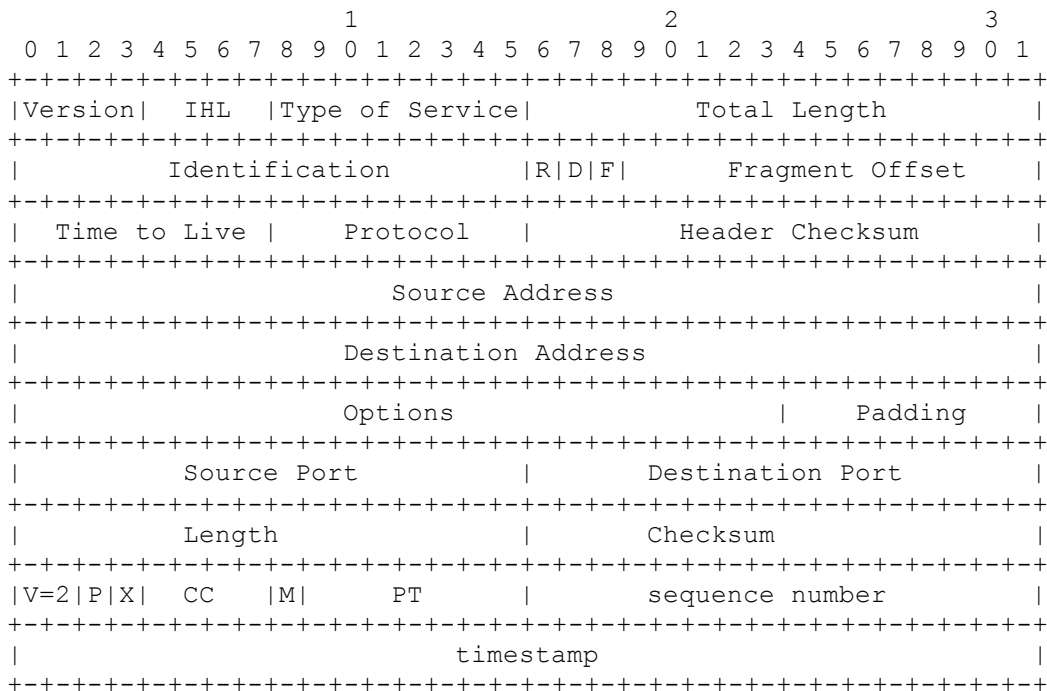 1                   2                   3
 0 1 2 3 4 5 6 7 8 9 0 1 2 3 4 5 6 7 8 9 0 1 2 3 4 5 6 7 8 9 0 1
+-+-+-+-+-+-+-+-+-+-+-+-+-+-+-+-+-+-+-+-+-+-+-+-+-+-+-+-+-+-+-+-+
|Version|  IHL  |Type of Service|          Total Length         |
+-+-+-+-+-+-+-+-+-+-+-+-+-+-+-+-+-+-+-+-+-+-+-+-+-+-+-+-+-+-+-+-+
|         Identification        |R|D|F|      Fragment Offset    |
+-+-+-+-+-+-+-+-+-+-+-+-+-+-+-+-+-+-+-+-+-+-+-+-+-+-+-+-+-+-+-+-+
|  Time to Live |    Protocol   |         Header Checksum       |
+-+-+-+-+-+-+-+-+-+-+-+-+-+-+-+-+-+-+-+-+-+-+-+-+-+-+-+-+-+-+-+-+
|                       Source Address                          |
+-+-+-+-+-+-+-+-+-+-+-+-+-+-+-+-+-+-+-+-+-+-+-+-+-+-+-+-+-+-+-+-+
|                    Destination Address                        |
+-+-+-+-+-+-+-+-+-+-+-+-+-+-+-+-+-+-+-+-+-+-+-+-+-+-+-+-+-+-+-+-+
|                    Options                    |    Padding    |
+-+-+-+-+-+-+-+-+-+-+-+-+-+-+-+-+-+-+-+-+-+-+-+-+-+-+-+-+-+-+-+-+
|          Source Port          |       Destination Port        |
+-+-+-+-+-+-+-+-+-+-+-+-+-+-+-+-+-+-+-+-+-+-+-+-+-+-+-+-+-+-+-+-+
|          Length               |       Checksum                |
+-+-+-+-+-+-+-+-+-+-+-+-+-+-+-+-+-+-+-+-+-+-+-+-+-+-+-+-+-+-+-+-+
|V=2|P|X|  CC   |M|     PT      |       sequence number         |
+-+-+-+-+-+-+-+-+-+-+-+-+-+-+-+-+-+-+-+-+-+-+-+-+-+-+-+-+-+-+-+-+
|                           timestamp                           |
+-+-+-+-+-+-+-+-+-+-+-+-+-+-+-+-+-+-+-+-+-+-+-+-+-+-+-+-+-+-+-+-+